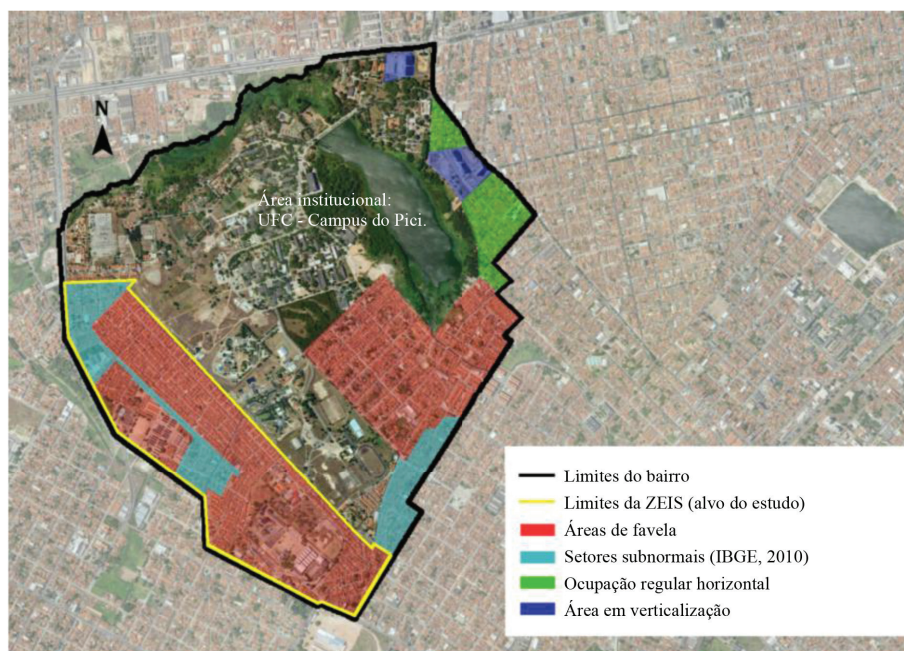 N
Área institucional:
UFC - Campus do Pici.
Limites do bairro
Limites da ZEIS (alvo do estudo)
Áreas de favela
Setores subnormais (IBGE, 2010)
Ocupação regular horizontal
Área em verticalização